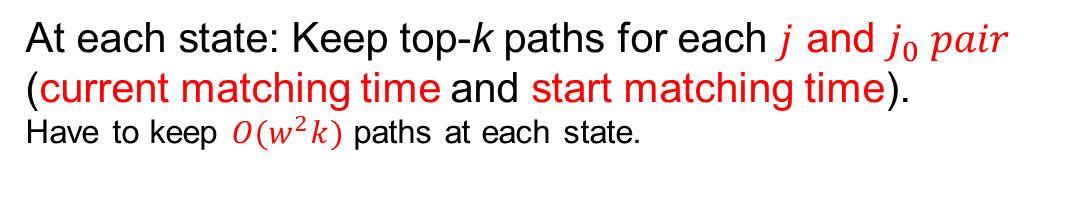 At each state: Keep top-k paths for each j and j₀ pair
(current matching time and start matching time).
Have to keep O(w²k) paths at each state.